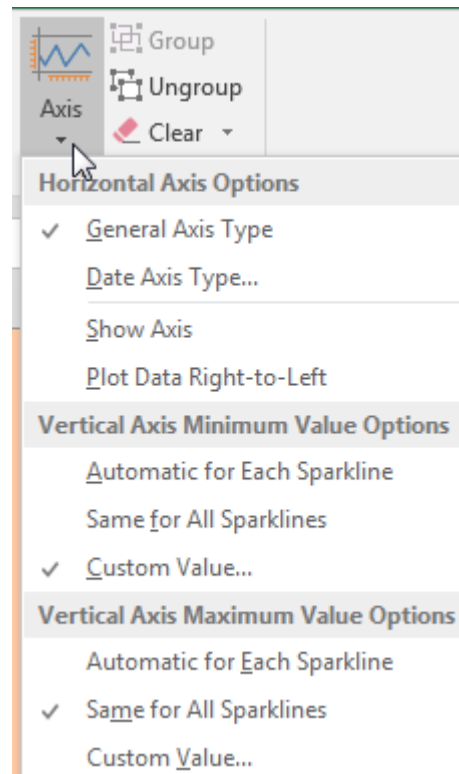 Group
Ungroup
Axis
Clear
Horizontal Axis Options
General Axis Type
Date Axis Type...
Show Axis
Plot Data Right-to-Left
Vertical Axis Minimum Value Options
Automatic for Each Sparkline
Same for All Sparklines
Custom Value...
Vertical Axis Maximum Value Options
Automatic for Each Sparkline
Same for All Sparklines
Custom Value...